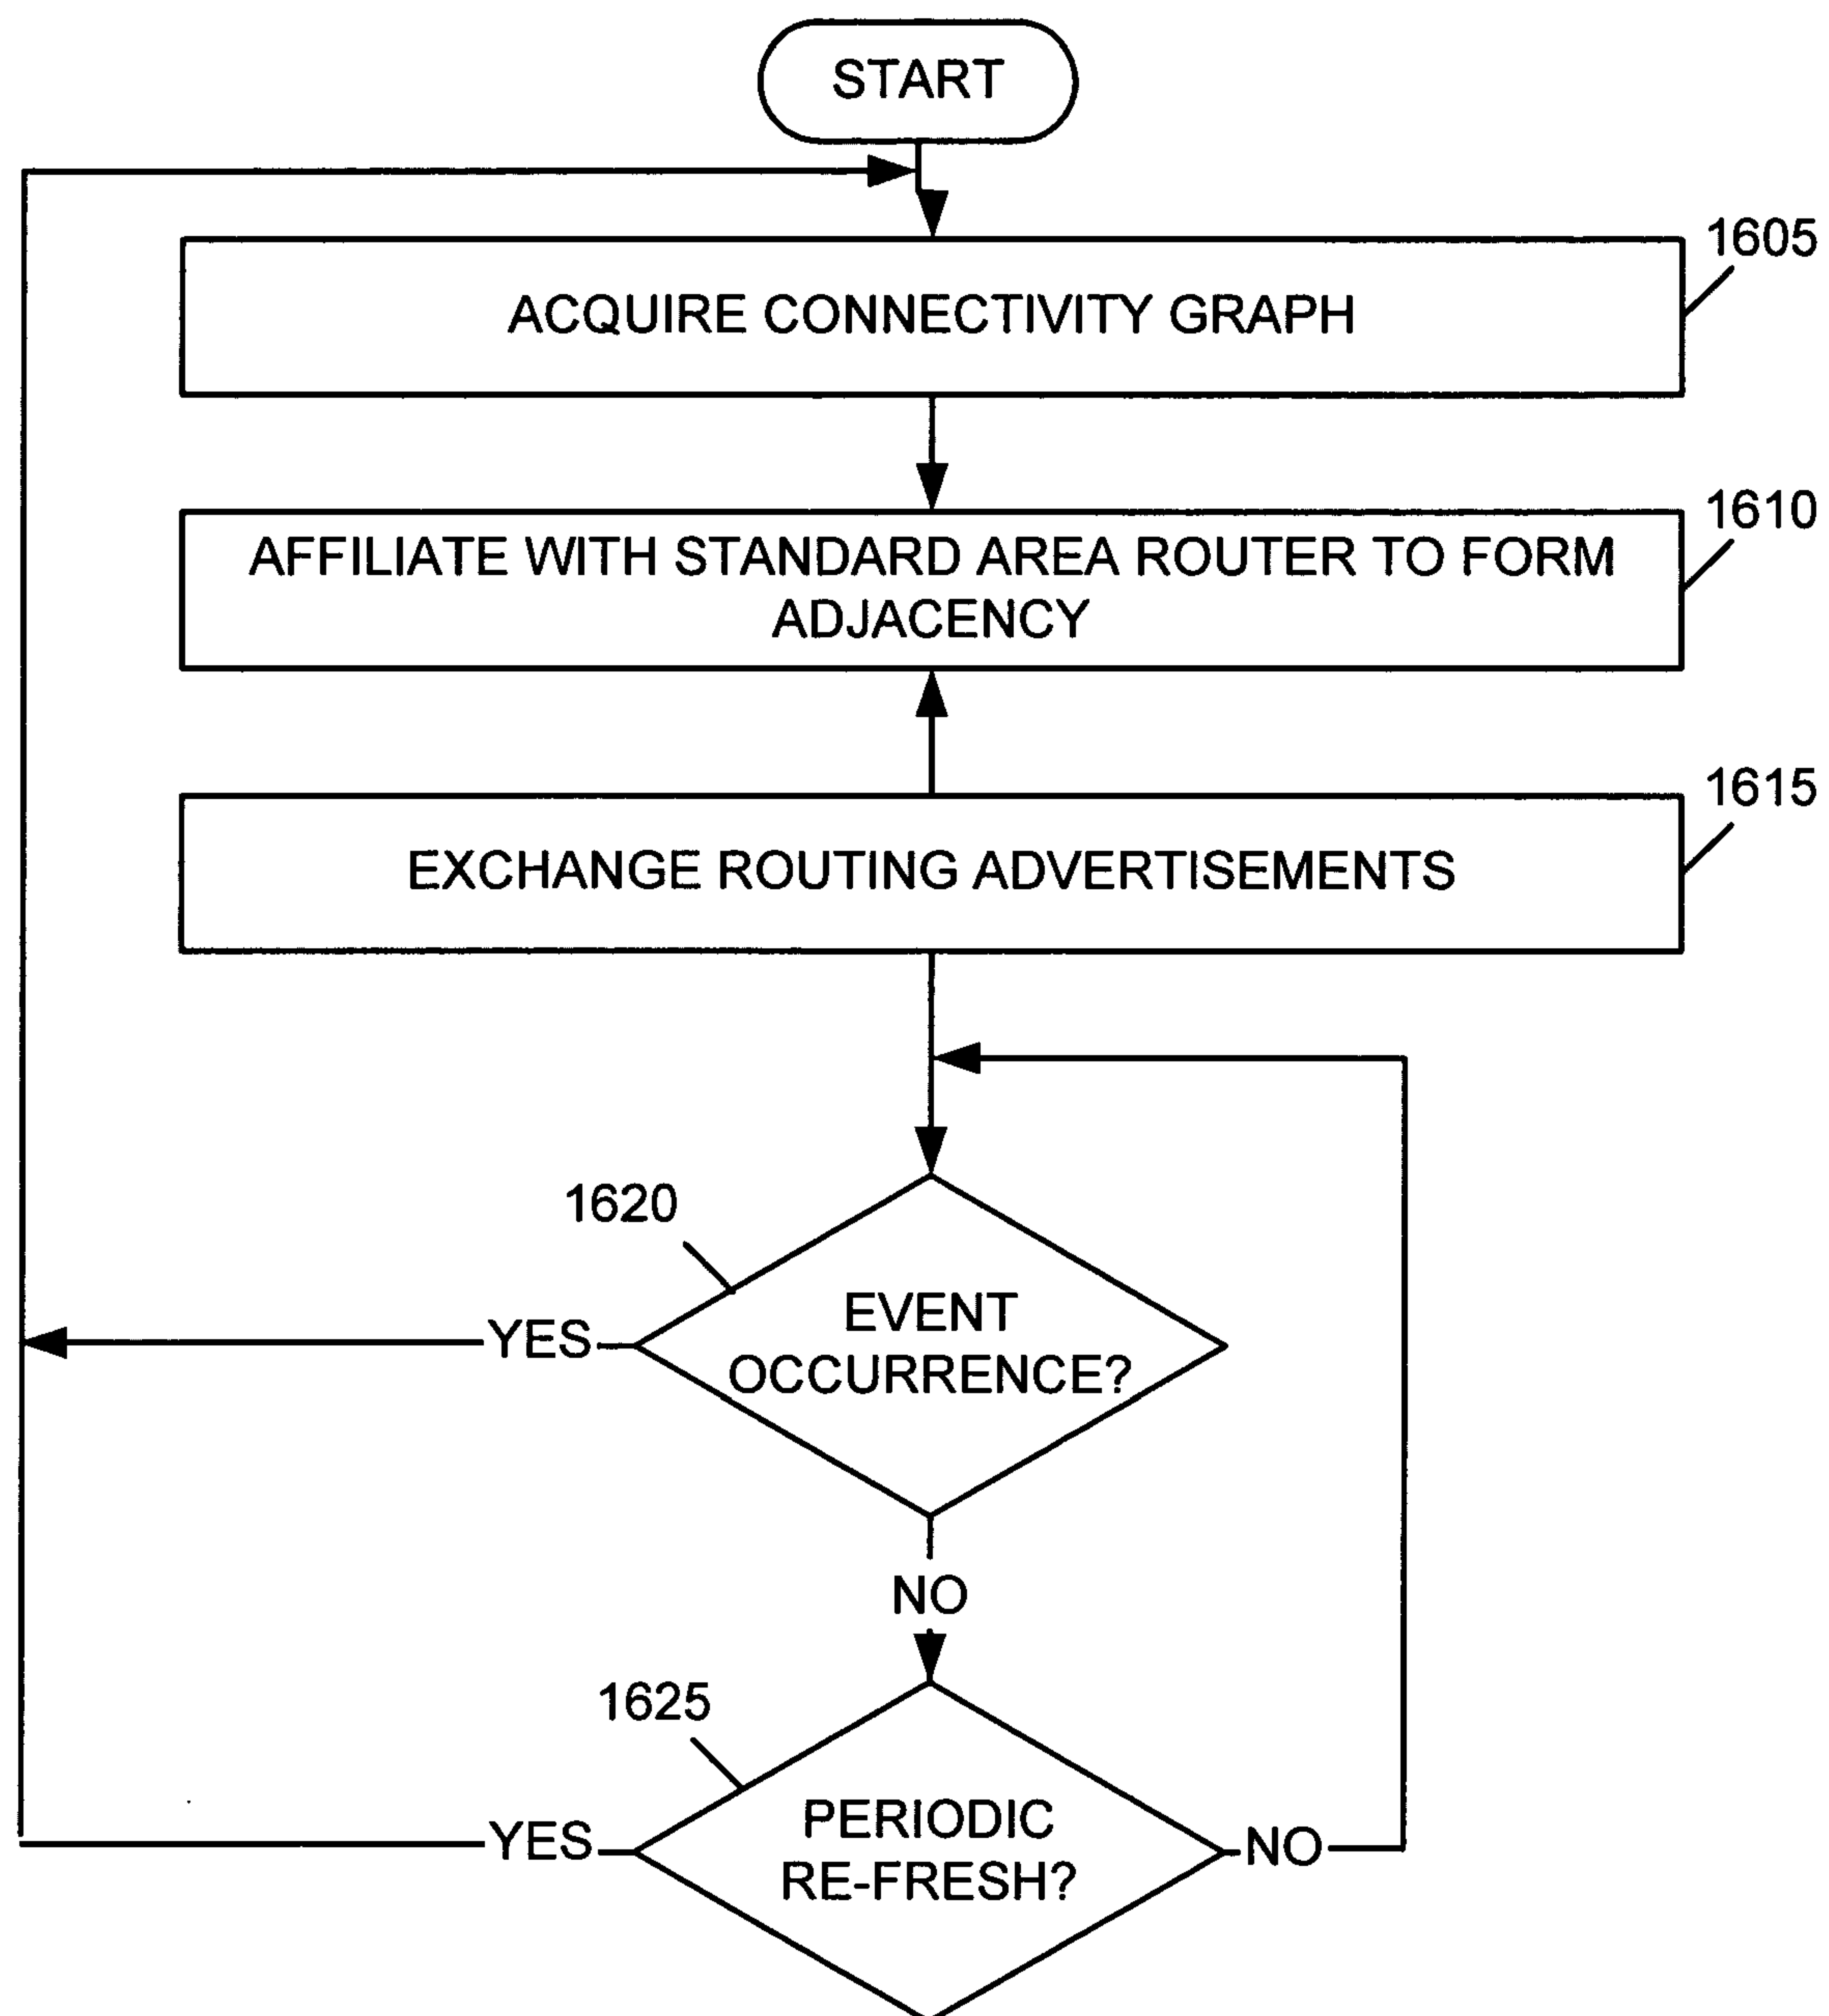 START
1605
ACQUIRE CONNECTIVITY GRAPH
1610
AFFILIATE WITH STANDARD AREA ROUTER TO FORM
ADJACENCY
1615
EXCHANGE ROUTING ADVERTISEMENTS
1620
EVENT
OCCURRENCE?
YES
NO
1625
PERIODIC
RE-FRESH?
YES
NO